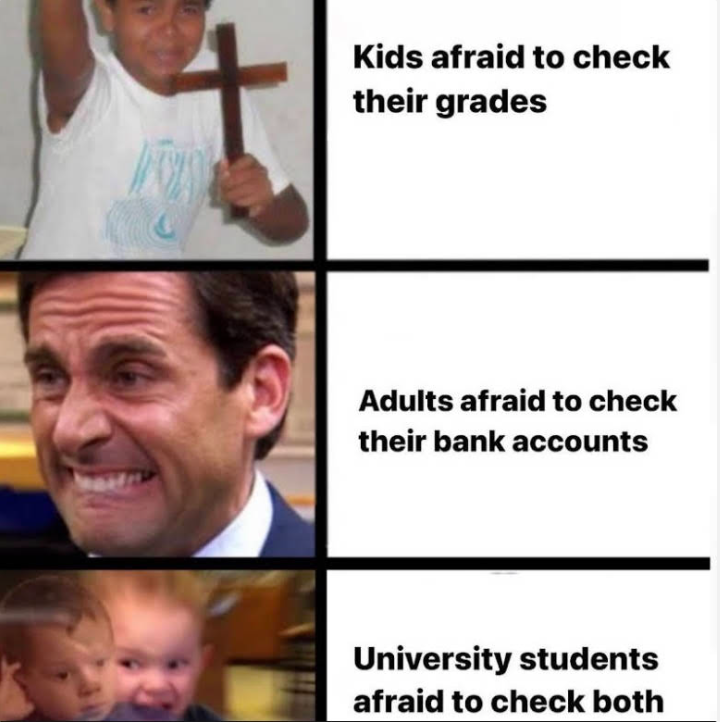 Kids afraid to check
their grades
Adults afraid to check
their bank accounts
University students
afraid to check both